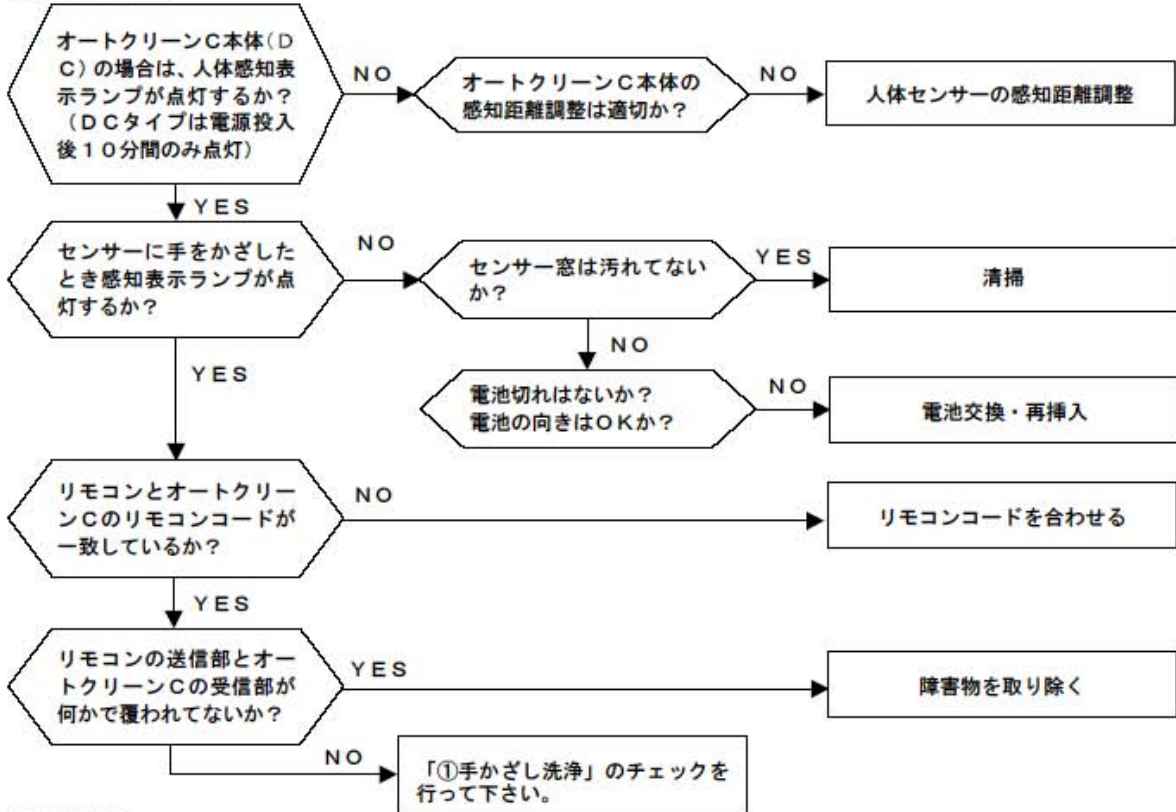 オートクリーンC本体(D
C)の場合は、人体感知表
示ランプが点灯するか?
(DCタイプは電源投入
後10分間のみ点灯)
NO
オートクリーンC本体の
感知距離調整は適切か?
NO
人体センサーの感知距離調整
YES
センサーに手をかざした
とき感知表示ランプが点
灯するか?
NO
センサー窓は汚れてない
か?
YES
清掃
NO
YES
電池切れはないか?
電池の向きはOKか?
NO
電池交換・再挿入
リモコンとオートクリー
ンCのリモコンコードが
一致しているか?
NO
リモコンコードを合わせる
YES
リモコンの送信部とオー
トクリーンCの受信部が
何かで覆われてないか?
YES
障害物を取り除く
NO
「①手かざし洗浄」のチェックを
行って下さい。